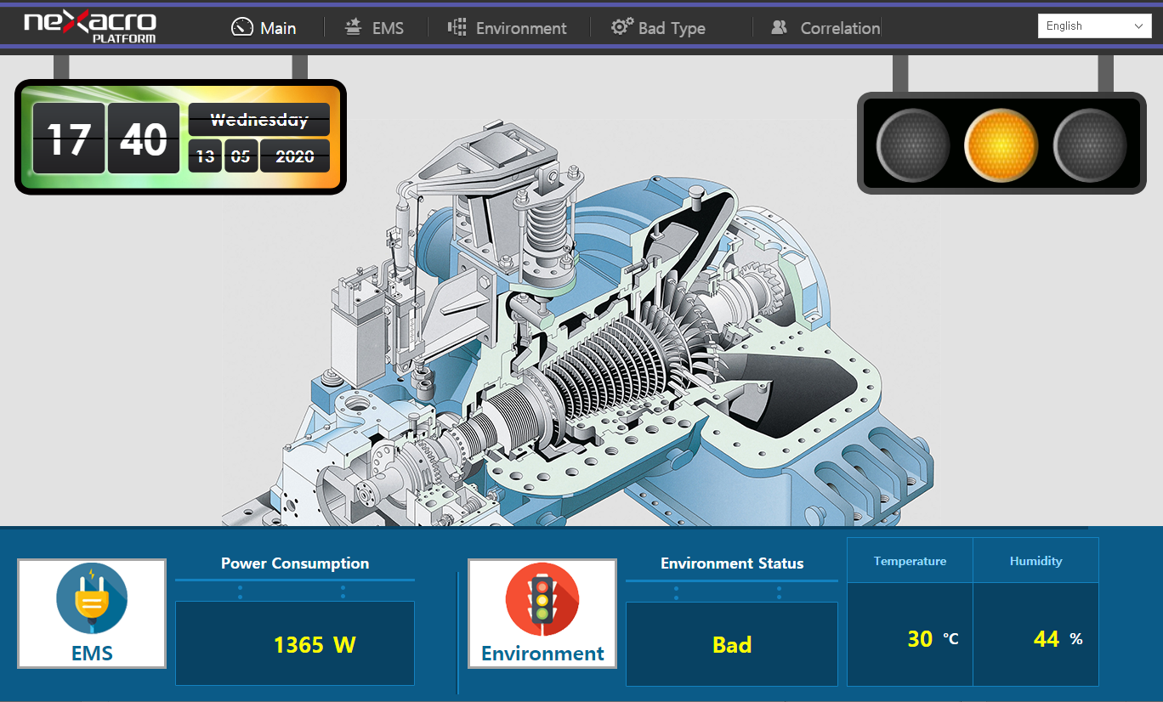 nexacro
PLATFORM
Main
EMS
Environment
Bad Type
Correlation
English
17 40
Wednesday
13 05 2020
Power Consumption
1365 W
EMS
Environment Status
Bad
Environment
Temperature Humidity
30 °C 44 %